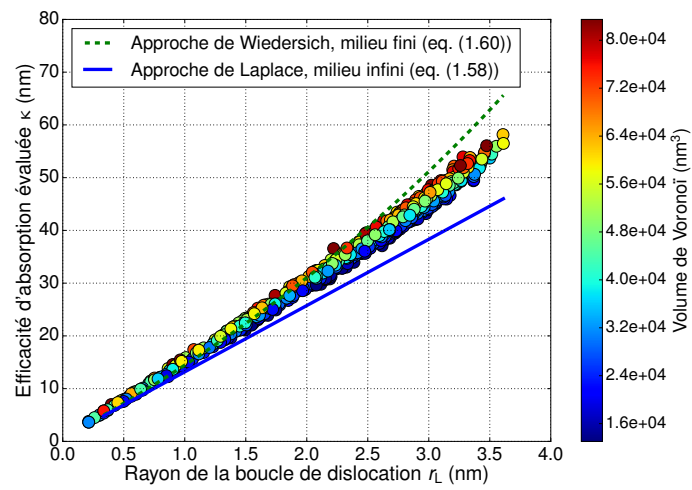 Approche de Wiedersich, milieu fini (eq. (1.60))
Approche de Laplace, milieu infini (eq. (1.58))
Efficacité d'absorption évaluée κ (nm)
80
70
60
50
40
30
20
10
0
0.0 0.5 1.0 1.5 2.0 2.5 3.0 3.5 4.0
Rayon de la boucle de dislocation rL (nm)
8.0e+04
7.2e+04
6.4e+04
5.6e+04
4.8e+04
4.0e+04
3.2e+04
2.4e+04
1.6e+04
Volume de Voronoï (nm³)